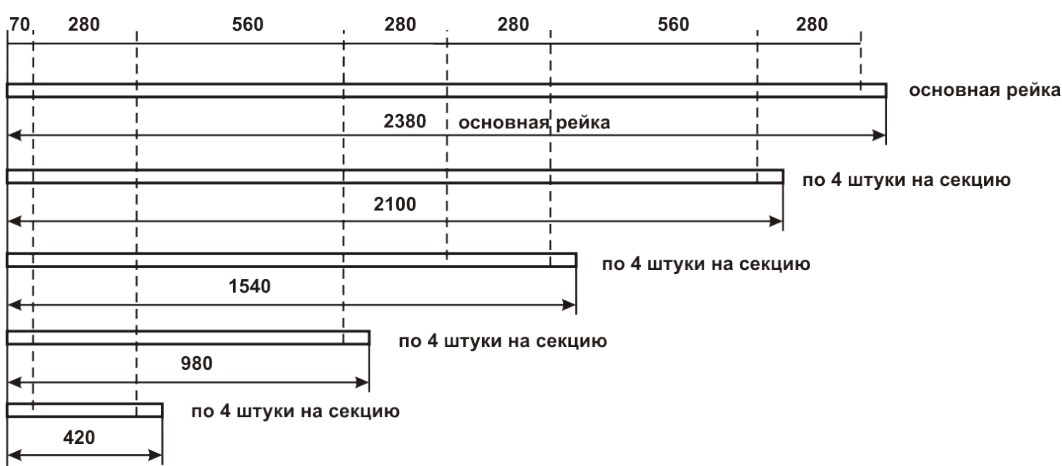 70 280 560 280 280 560 280
основная рейка
2380 основная рейка
по 4 штуки на секцию
2100
по 4 штуки на секцию
1540
по 4 штуки на секцию
980
по 4 штуки на секцию
420